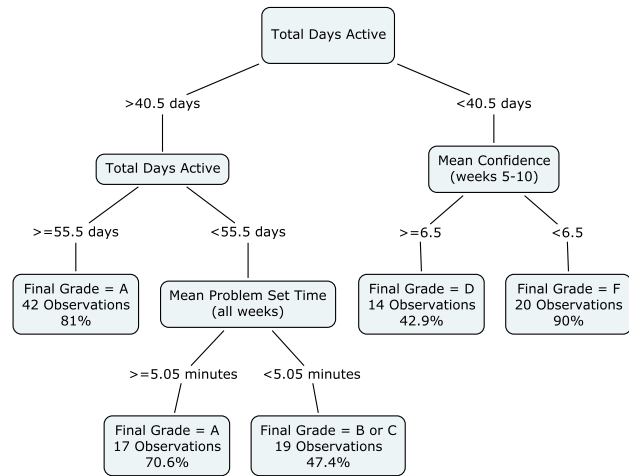 Total Days Active
>40.5 days
<40.5 days
Total Days Active
Mean Confidence
(weeks 5-10)
>=55.5 days
<55.5 days
>=6.5
<6.5
Final Grade = A
42 Observations
81%
Mean Problem Set Time
(all weeks)
Final Grade = D
14 Observations
42.9%
Final Grade = F
20 Observations
90%
>=5.05 minutes
<5.05 minutes
Final Grade = A
17 Observations
70.6%
Final Grade = B or C
19 Observations
47.4%